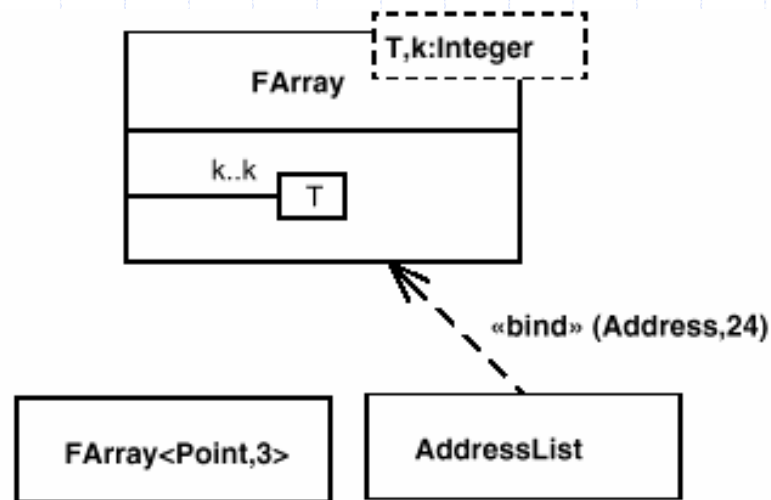 T,k:Integer
FArray
k..k
T
«bind» (Address,24)
FArray<Point,3>
AddressList